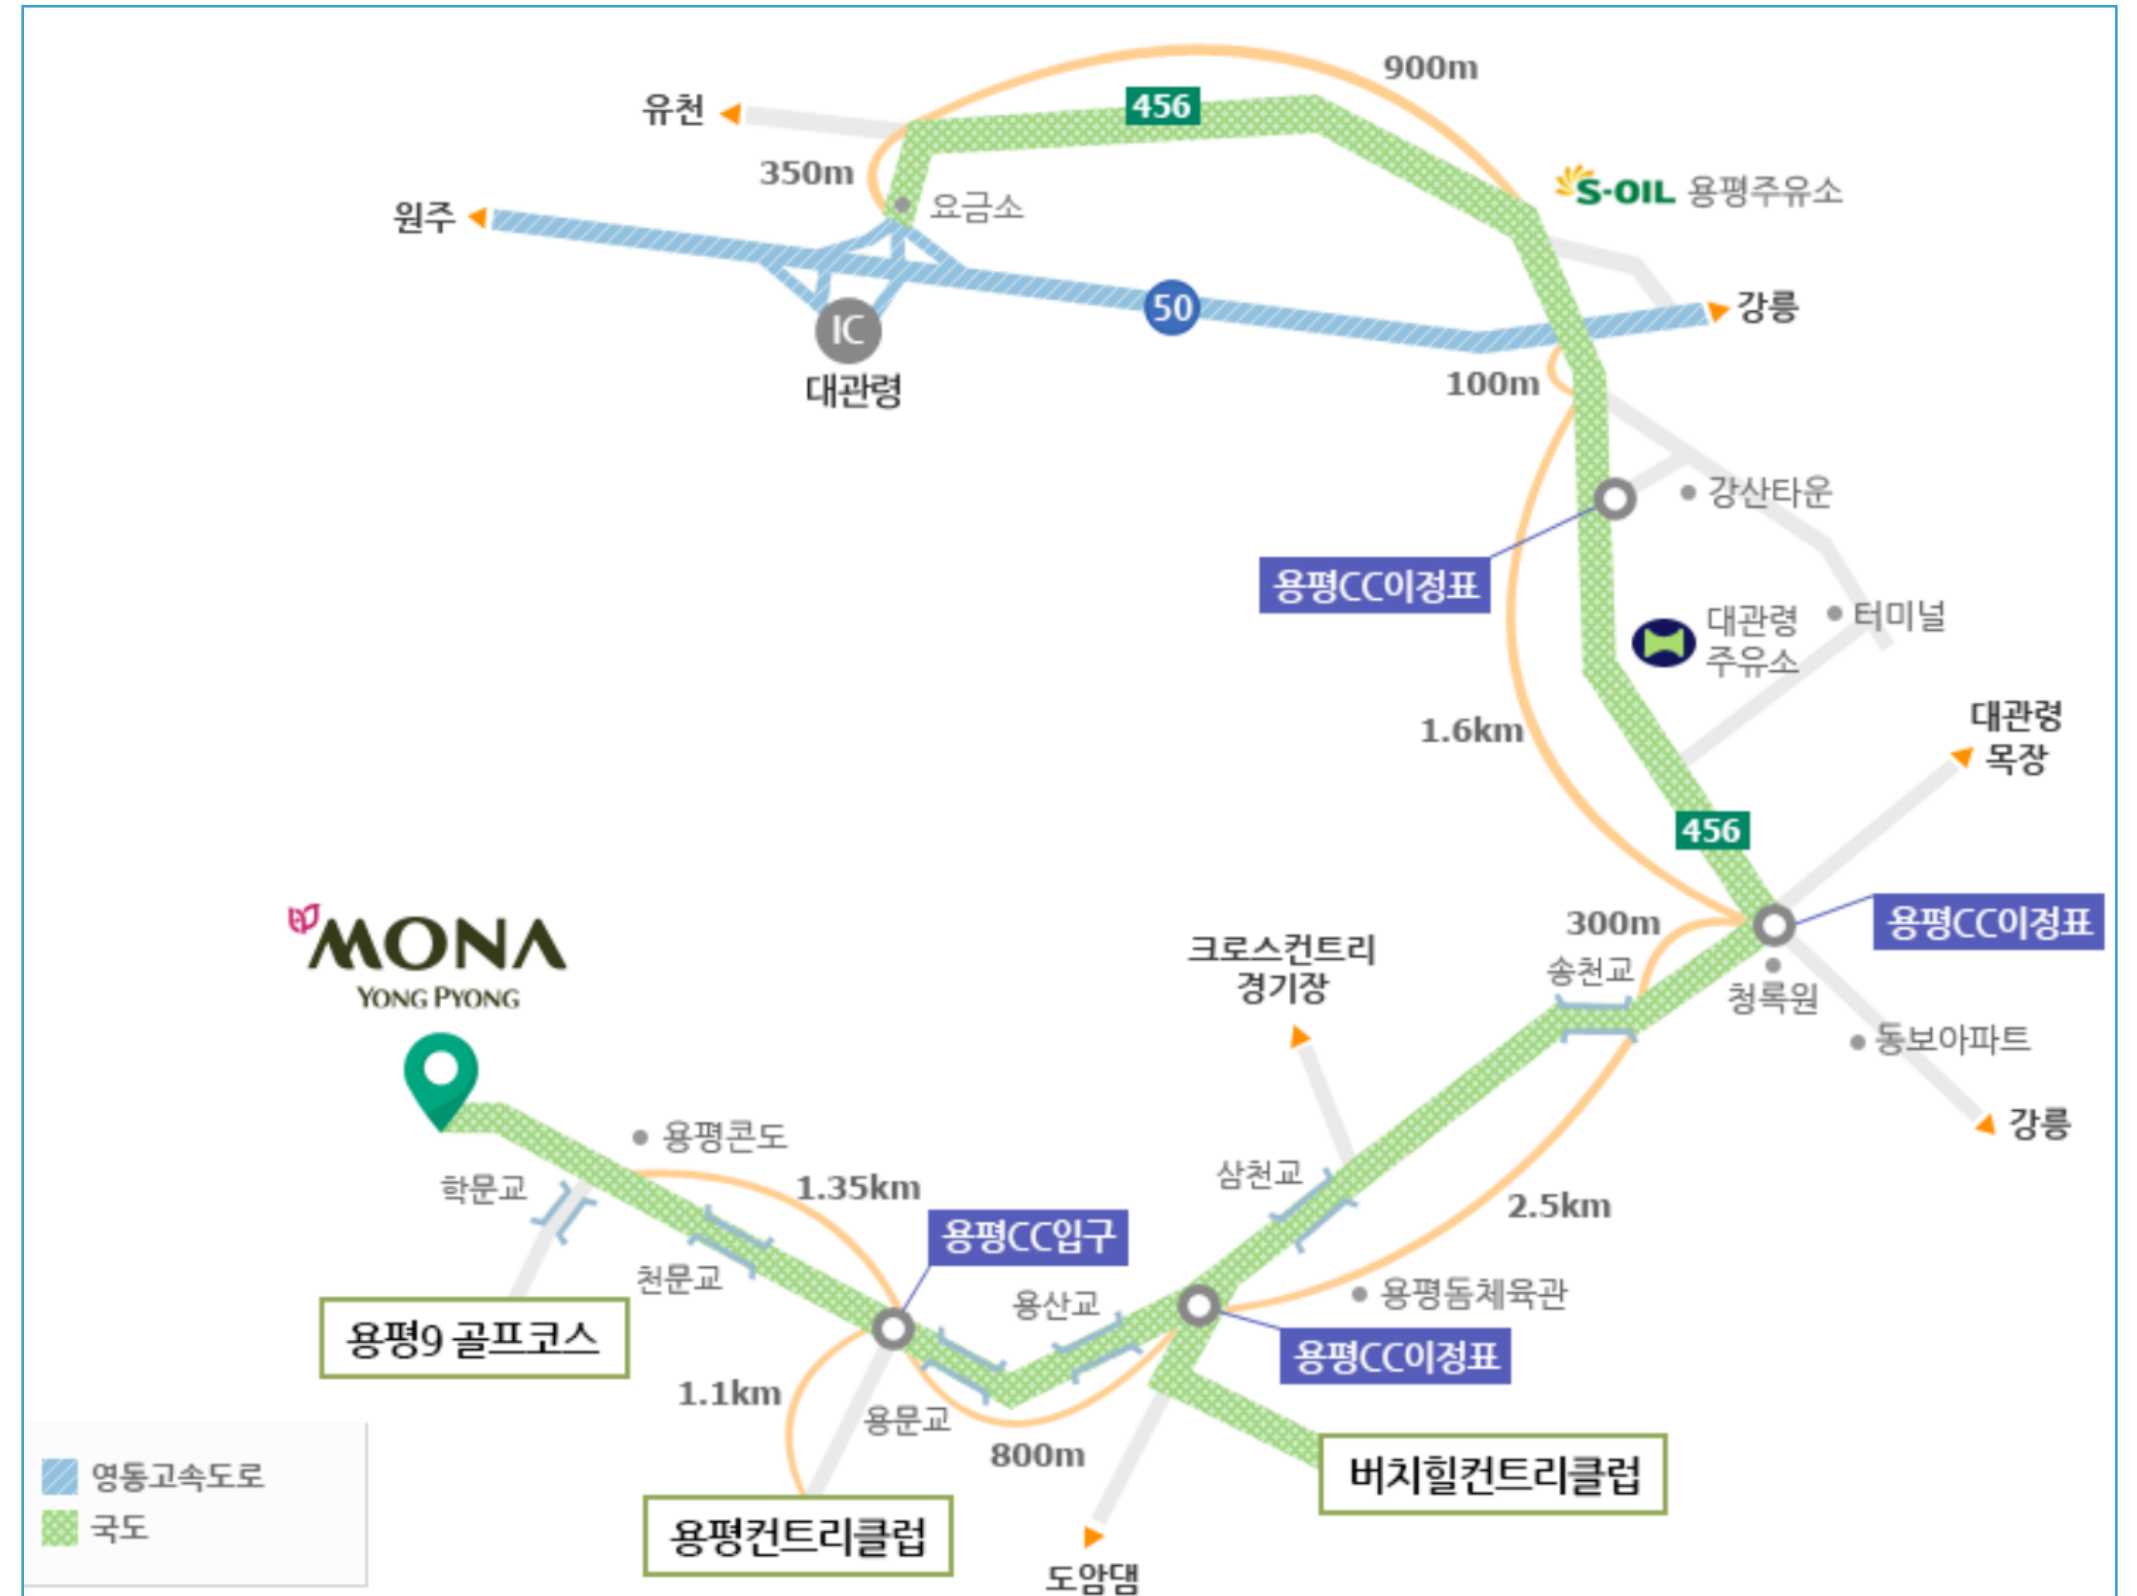 900m
유천
456
350m
S-OIL 용평주유소
원주
요금소
50
강릉
IC
대관령
100m
강산타운
용평CC이정표
대관령
주유소
터미널
1.6km
대관령
목장
456
300m
용평CC이정표
MONA
YONG PYONG
크로스컨트리
경기장
송천교
청록원
동보아파트
강릉
용평콘도
학문교
1.35km
삼천교
2.5km
용평CC입구
천문교
용산교
용평돔체육관
용평9 골프코스
용평CC이정표
1.1km
용문교
800m
버치힐컨트리클럽
영동고속도로
국도
용평컨트리클럽
도암댐